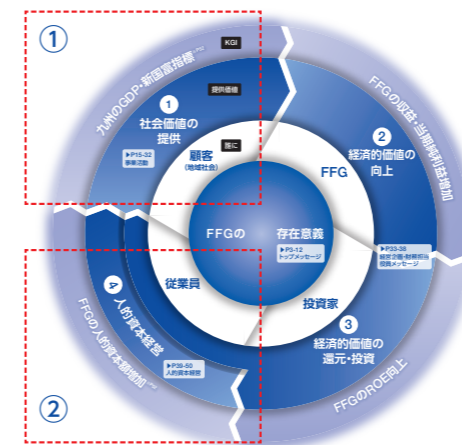 ①
KGI
九州のGDP・新国富指標
提供価値
1
社会価値の
提供
▶P15-32
事業活動
誰に
顧客
(地域社会)
FFGの収益・当期純利益増加
2
経済的価値の
向上
FFG
▶P33-38
経営企画・財務担当
役員メッセージ
FFGの
存在意義
▶P3-12
トップメッセージ
投資家
3
経済的価値の
還元・投資
FFGのROE向上
従業員
4
人的資本経営
▶P39-50
人的資本経営
FFGの人的資本額増加
②